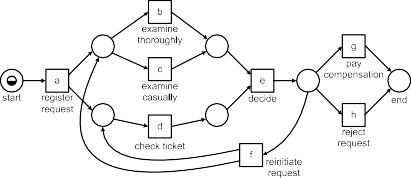 b
examine
thoroughly
g
pay
compensation
a
c
e
start
register
request
examine
casually
decide
end
d
check ticket
h
reject
request
f
reinitiate
request